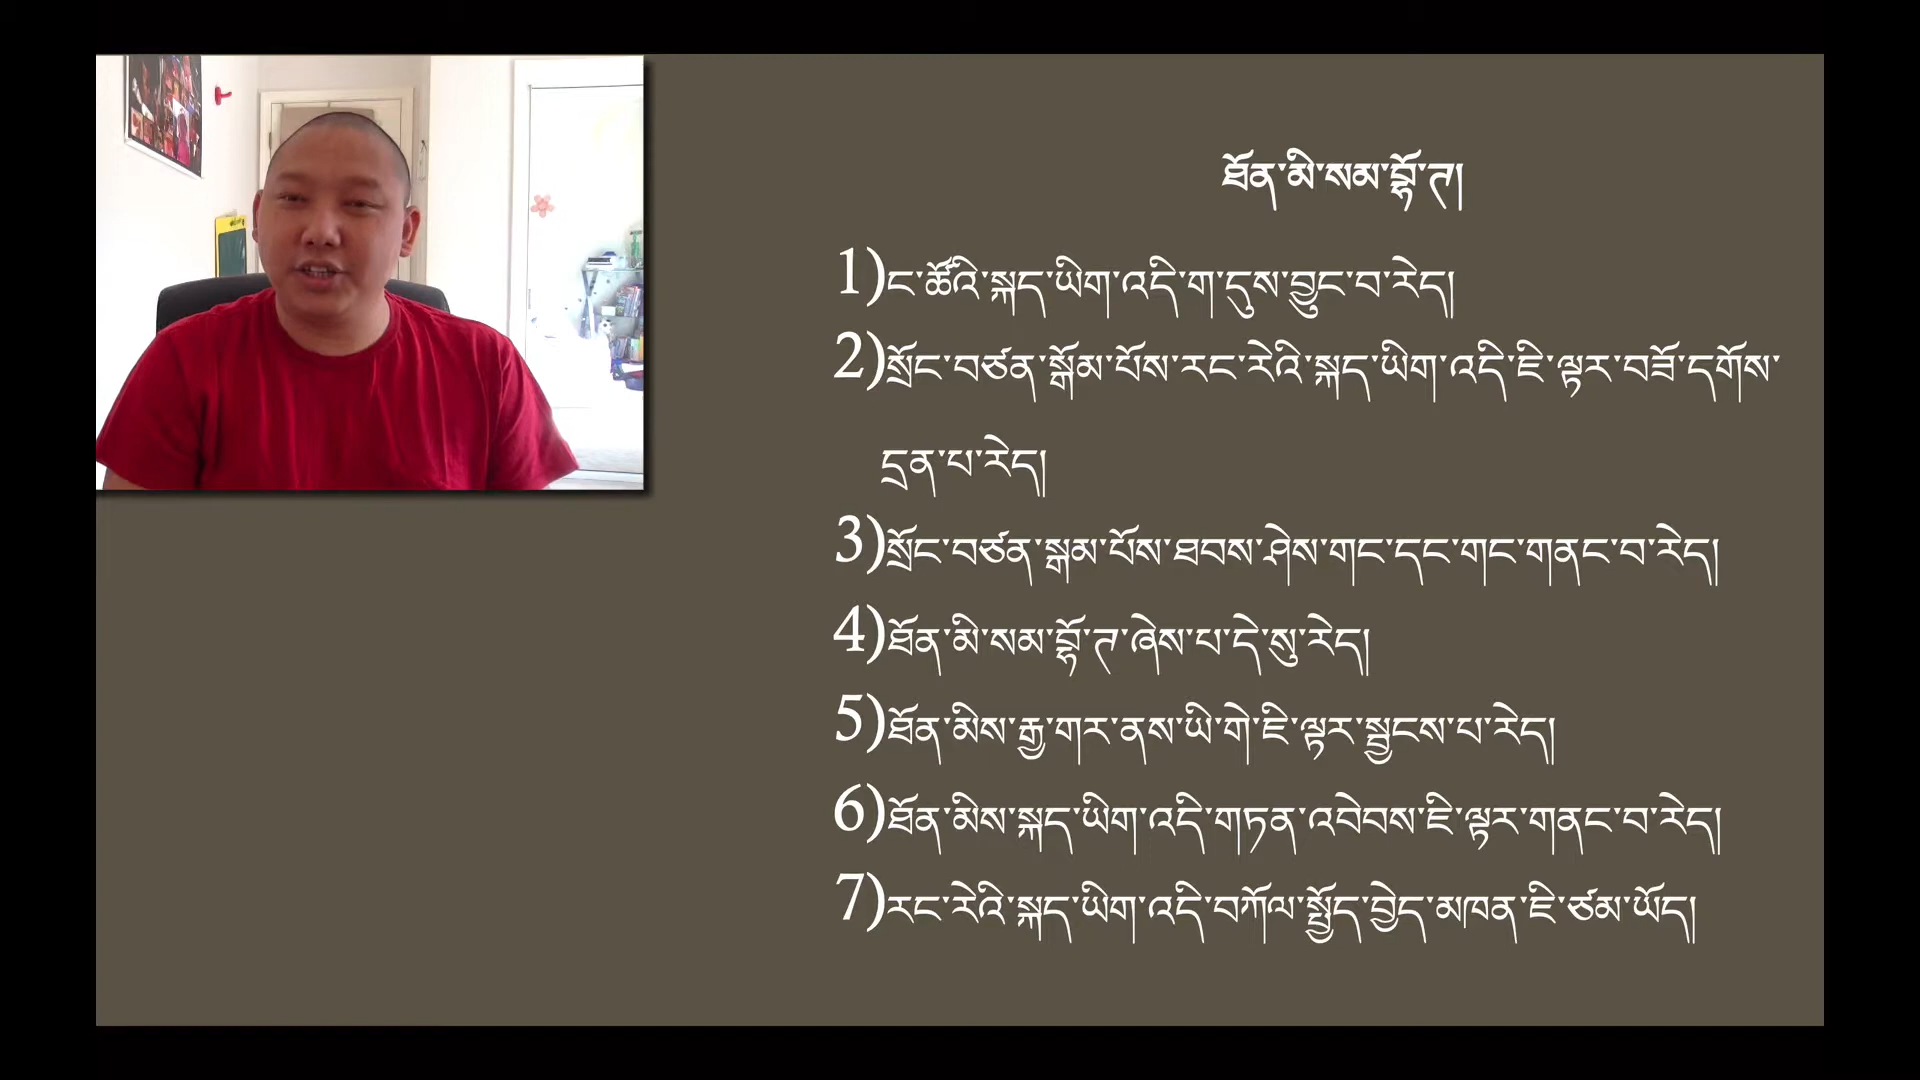 ཐོན་མི་སམ་བྷོ་ཊ།
1)ང་ཚོའི་སྐད་ཡིག་འདི་ག་དུས་བྱུང་བ་རེད།
2)སྲོང་བཙན་སྒོམ་པོས་རང་རེའི་སྐད་ཡིག་འདི་ཇི་ལྟར་བཟོ་དགོས་
དྲན་པ་རེད།
3)སྲོང་བཙན་སྒམ་པོས་ཐབས་ཤེས་གང་དང་གང་གནང་བ་རེད།
4)ཐོན་མི་སམ་བྷོ་ཊ་ཞེས་པ་དེ་སུ་རེད།
5)ཐོན་མིས་རྒྱ་གར་ནས་ཡི་གེ་ཇི་ལྟར་སྦྱངས་པ་རེད།
6)ཐོན་མིས་སྐད་ཡིག་འདི་གཏན་འབེབས་ཇི་ལྟར་གནང་བ་རེད།
7)རང་རེའི་སྐད་ཡིག་འདི་བཀོལ་སྤྱོད་བྱེད་མཁན་ཇི་ཙམ་ཡོད།